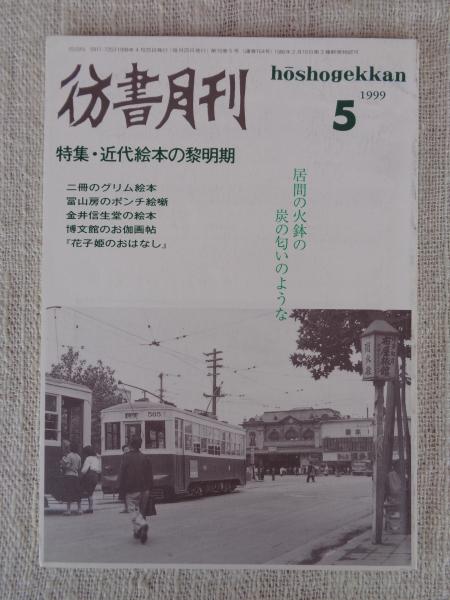 彷書月刊
hōshogekkan
5
1999
特集・近代絵本の黎明期
二冊のグリム絵本
冨山房のポンチ絵噺
金井信生堂の絵本
博文館のお伽画帖
『花子姫のおはなし』
居間の火鉢の
炭の匂いのような
505